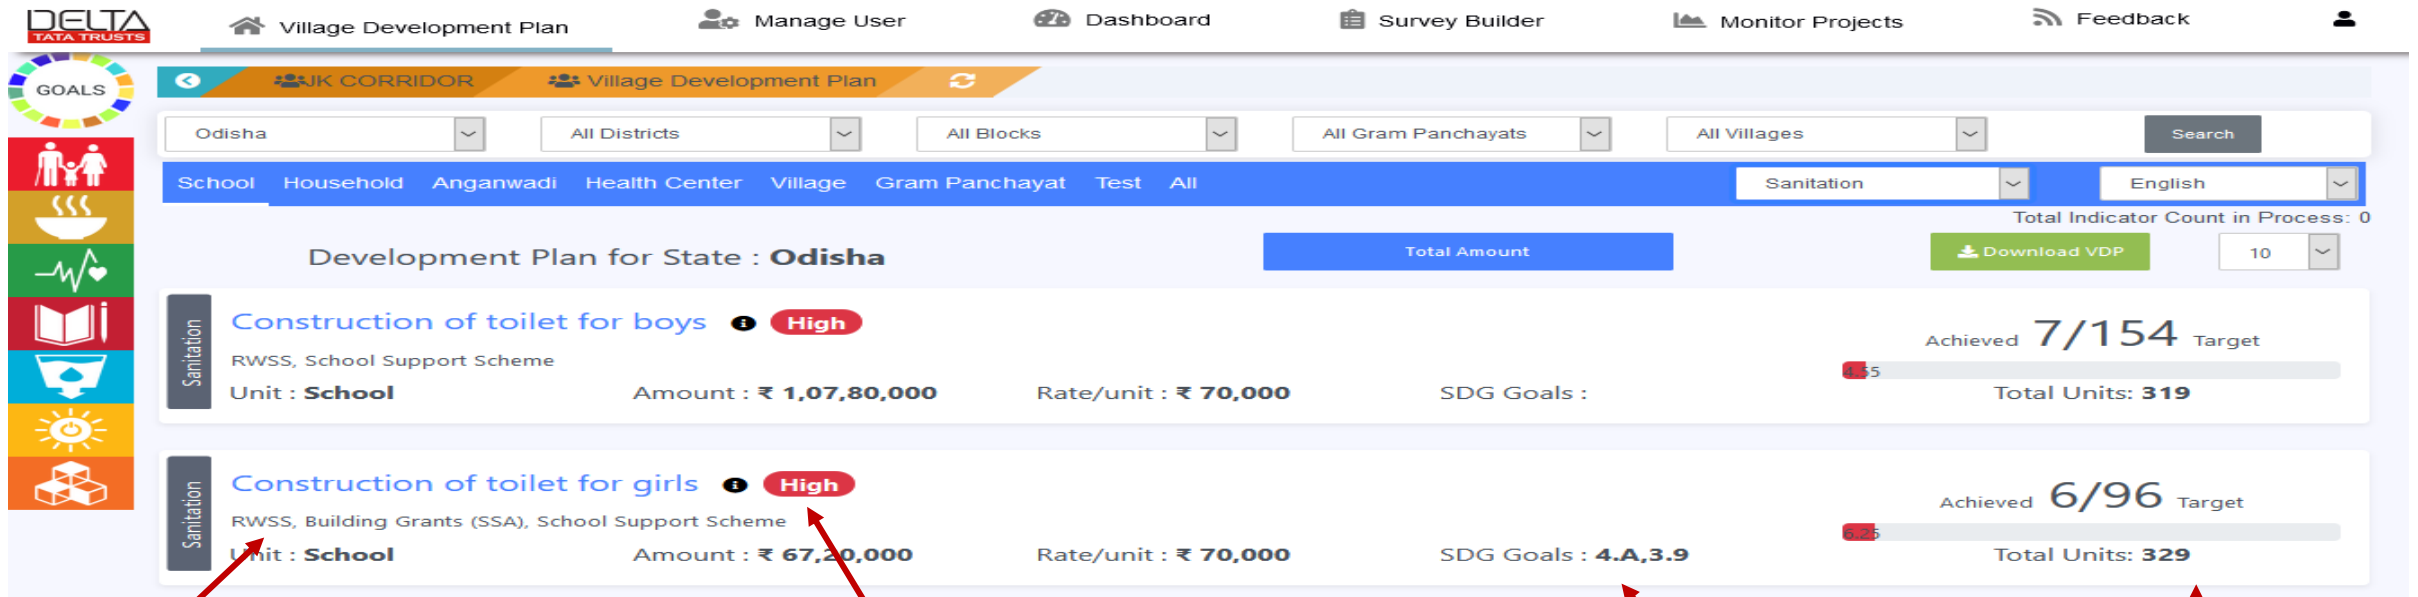 DELTA
TATA TRUSTS
Village Development Plan
Manage User
Dashboard
Survey Builder
Monitor Projects
Feedback
GOALS
JK CORRIDOR
Village Development Plan
Odisha
All Districts
All Blocks
All Gram Panchayats
All Villages
Search
School Household Anganwadi Health Center Village Gram Panchayat Test All
Sanitation
English
Total Indicator Count in Process: 0
Development Plan for State : Odisha
Total Amount
Download VDP
10
Sanitation
Construction of toilet for boys
High
RWSS, School Support Scheme
Achieved 7/154 Target
4.55
Unit : School Amount : ₹ 1,07,80,000 Rate/unit : ₹ 70,000 SDG Goals : Total Units: 319
Sanitation
Construction of toilet for girls
High
RWSS, Building Grants (SSA), School Support Scheme
Achieved 6/96 Target
6.25
Unit : School Amount : ₹ 67,20,000 Rate/unit : ₹ 70,000 SDG Goals : 4.A,3.9 Total Units: 329